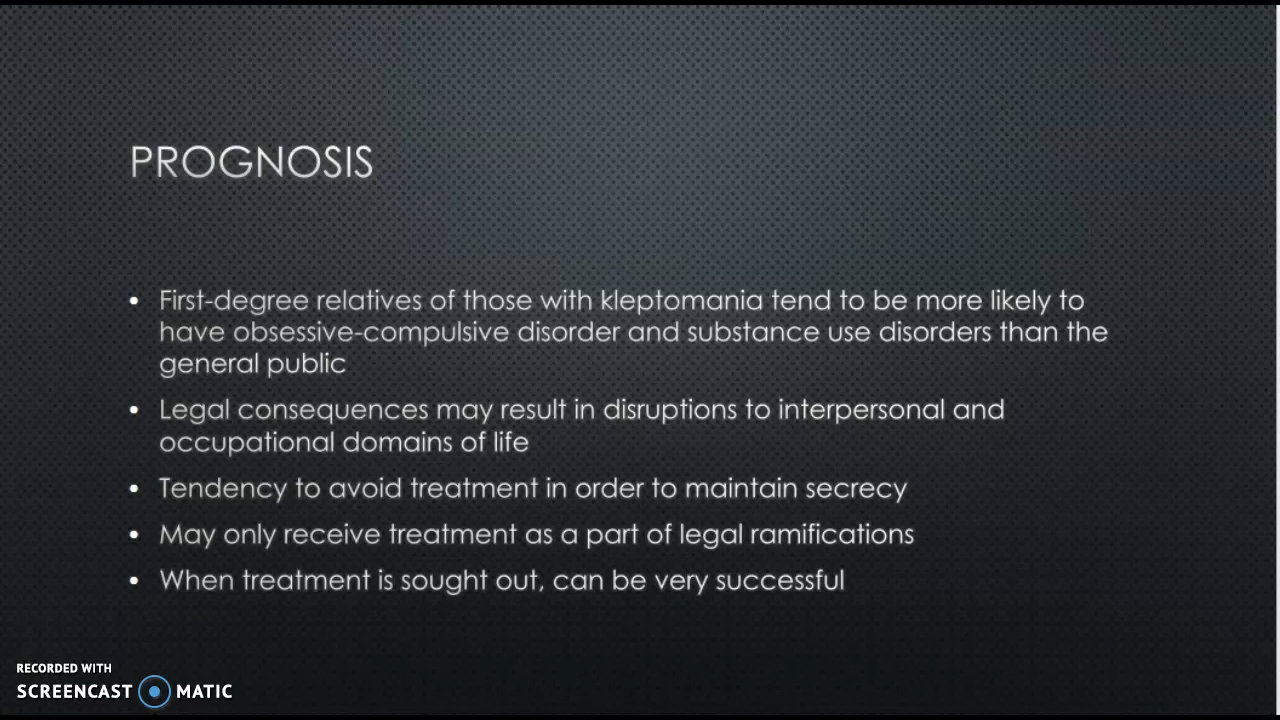 PROGNOSIS
• First-degree relatives of those with kleptomania tend to be more likely to
have obsessive-compulsive disorder and substance use disorders than the
general public
• Legal consequences may result in disruptions to interpersonal and
occupational domains of life
• Tendency to avoid treatment in order to maintain secrecy
• May only receive treatment as a part of legal ramifications
• When treatment is sought out, can be very successful
RECORDED WITH
SCREENCAST MATIC